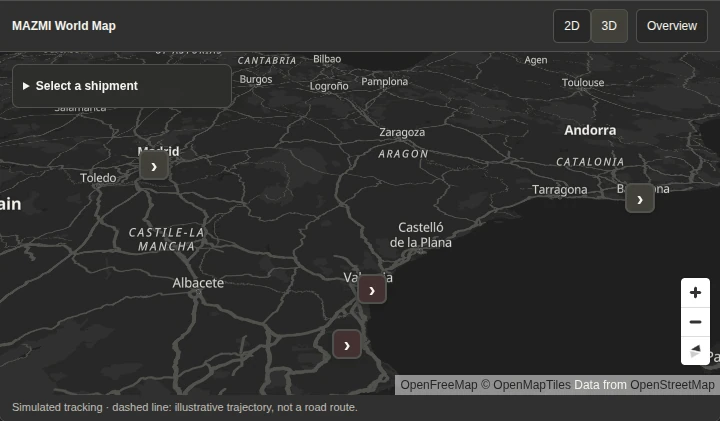 MAZMI World Map
2D
3D
Overview
CANTABRIA
Bilbao
Agen
Burgos
Logroño
Pamplona
Toulouse
Select a shipment
Salamanca
Zaragoza
Andorra
Madrid
ARAGON
CATALONIA
Toledo
Tarragona
Castelló
de la Plana
CASTILE-LA
MANCHA
Albacete
OpenFreeMap © OpenMapTiles Data from OpenStreetMap
Simulated tracking · dashed line: illustrative trajectory, not a road route.